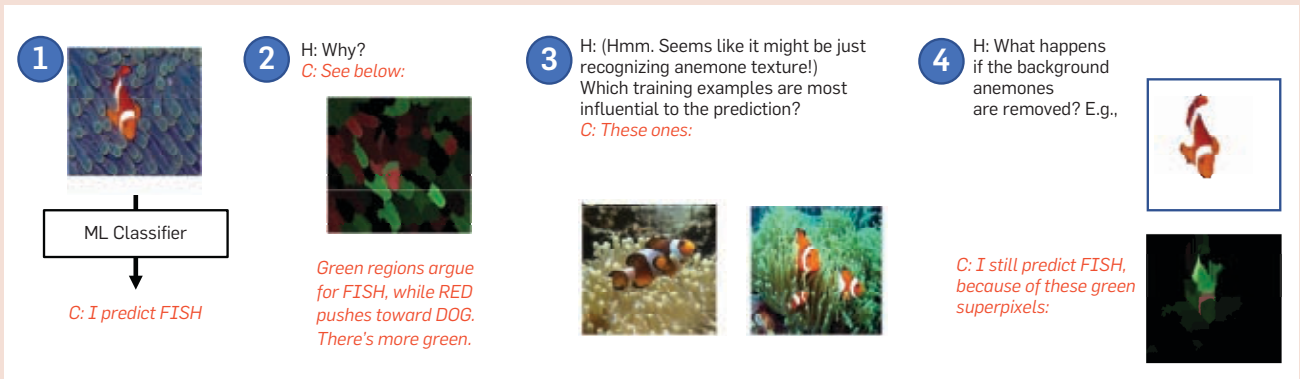 1
ML Classifier
C: I predict FISH
2
H: Why?
C: See below:
Green regions argue
for FISH, while RED
pushes toward DOG.
There's more green.
3
H: (Hmm. Seems like it might be just
recognizing anemone texture!)
Which training examples are most
influential to the prediction?
C: These ones:
4
H: What happens
if the background
anemones
are removed? E.g.,
C: I still predict FISH,
because of these green
superpixels: